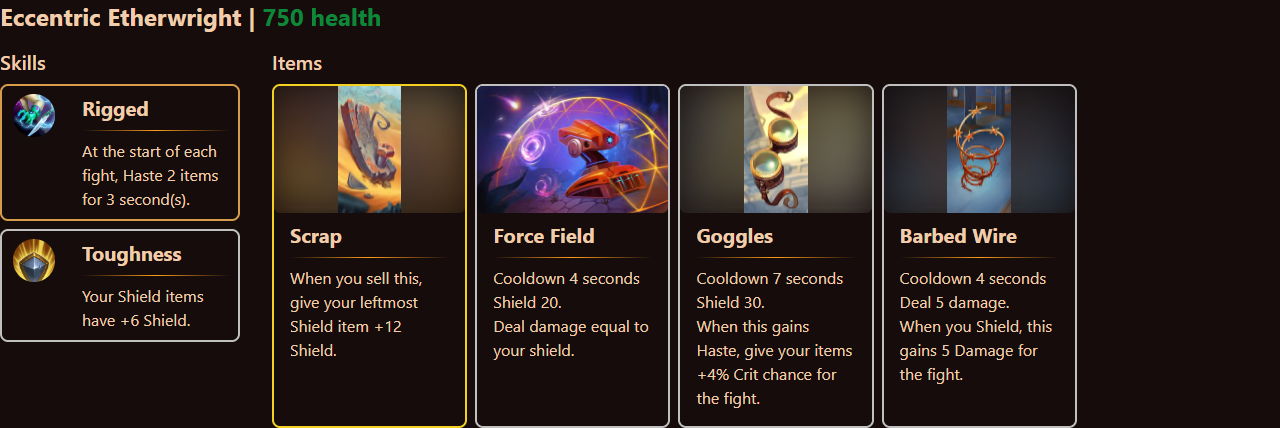 Eccentric Etherwright | 750 health
Skills
Rigged
At the start of each
fight, Haste 2 items
for 3 second(s).
Toughness
Your Shield items
have +6 Shield.
Items
Scrap
When you sell this,
give your leftmost
Shield item +12
Shield.
Force Field
Cooldown 4 seconds
Shield 20.
Deal damage equal to
your shield.
Goggles
Cooldown 7 seconds
Shield 30.
When this gains
Haste, give your items
+4% Crit chance for
the fight.
Barbed Wire
Cooldown 4 seconds
Deal 5 damage.
When you Shield, this
gains 5 Damage for
the fight.